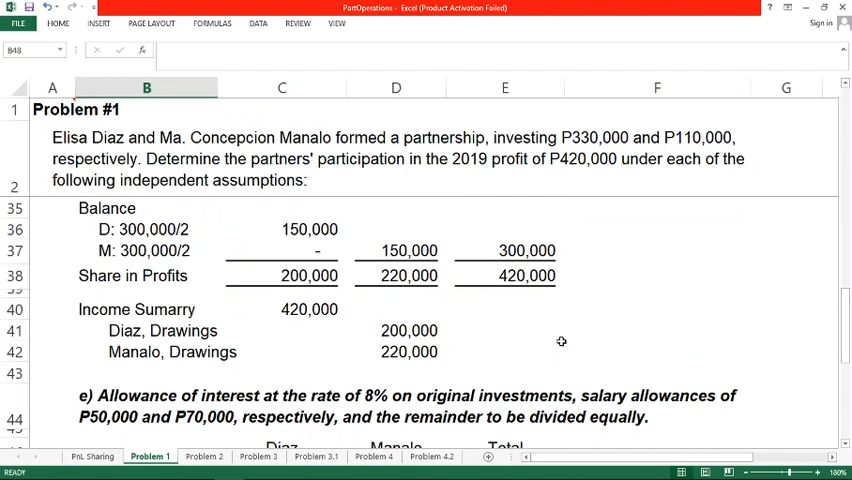 PartOperations - Excel (Product Activation Failed)
FILE HOME INSERT PAGE LAYOUT FORMULAS DATA REVIEW VIEW Sign in
B48 fx
A B C D E F G
1 Problem #1
Elisa Diaz and Ma. Concepcion Manalo formed a partnership, investing P330,000 and P110,000,
respectively. Determine the partners' participation in the 2019 profit of P420,000 under each of the
2 following independent assumptions:
35 Balance
36 D: 300,000/2 150,000
37 M: 300,000/2 - 150,000 300,000
38 Share in Profits 200,000 220,000 420,000
40 Income Sumarry 420,000
41 Diaz, Drawings 200,000
42 Manalo, Drawings 220,000
43
e) Allowance of interest at the rate of 8% on original investments, salary allowances of
44 P50,000 and P70,000, respectively, and the remainder to be divided equally.
Diaz Manalo Total
PnL Sharing Problem 1 Problem 2 Problem 3 Problem 3.1 Problem 4 Problem 4.2
READY 180%